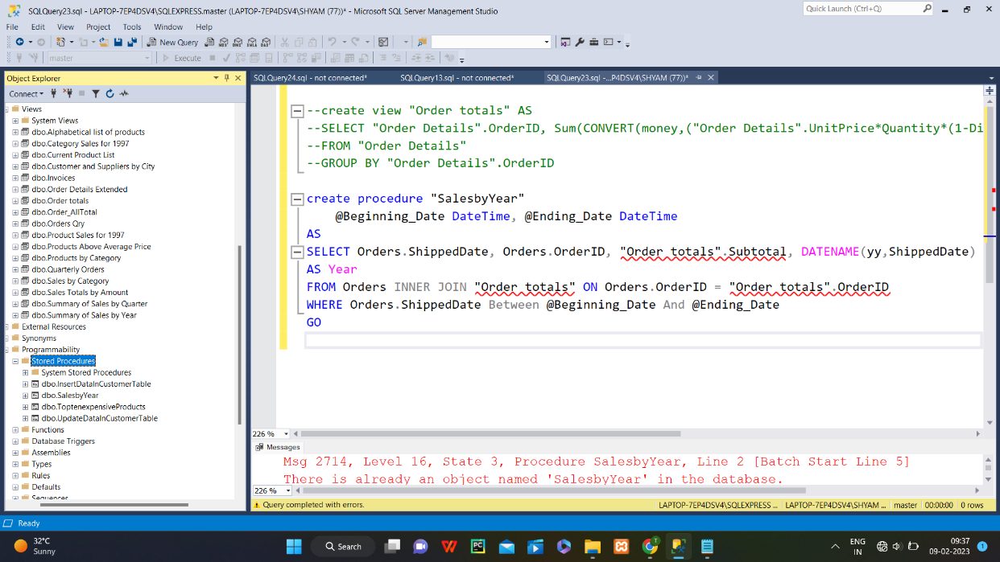 SQLQuery23.sql - LAPTOP-7EP4DSV4\SQLEXPRESS.master (LAPTOP-7EP4DSV4\SHYAM (77))* - Microsoft SQL Server Management Studio
Quick Launch (Ctrl+Q)
File Edit View Project Tools Window Help
New Query
MDX DMX XMLA DAX
master Execute
Object Explorer
Connect
Views
System Views
dbo.Alphabetical list of products
dbo.Category Sales for 1997
dbo.Current Product List
dbo.Customer and Suppliers by City
dbo.Invoices
dbo.Order Details Extended
dbo.Order totals
dbo.Order_AllTotal
dbo.Orders Qry
dbo.Product Sales for 1997
dbo.Products Above Average Price
dbo.Products by Category
dbo.Quarterly Orders
dbo.Sales by Category
dbo.Sales Totals by Amount
dbo.Summary of Sales by Quarter
dbo.Summary of Sales by Year
External Resources
Synonyms
Programmability
Stored Procedures
System Stored Procedures
dbo.InsertDataInCustomerTable
dbo.SalesbyYear
dbo.ToptenexpensiveProducts
dbo.UpdateDataInCustomerTable
Functions
Database Triggers
Assemblies
Types
Rules
Defaults
Sequences
SQLQuery24.sql - not connected* SQLQuery13.sql - not connected* SQLQuery23.sql -...P4DSV4\SHYAM (77))*
--create view "Order totals" AS
--SELECT "Order Details".OrderID, Sum(CONVERT(money,("Order Details".UnitPrice*Quantity*(1-Di
--FROM "Order Details"
--GROUP BY "Order Details".OrderID
create procedure "SalesbyYear"
@Beginning_Date DateTime, @Ending_Date DateTime
AS
SELECT Orders.ShippedDate, Orders.OrderID, "Order totals".Subtotal, DATENAME(yy,ShippedDate)
AS Year
FROM Orders INNER JOIN "Order totals" ON Orders.OrderID = "Order totals".OrderID
WHERE Orders.ShippedDate Between @Beginning_Date And @Ending_Date
GO
226 %
Messages
Msg 2714, Level 16, State 3, Procedure SalesbyYear, Line 2 [Batch Start Line 5]
There is already an object named 'SalesbyYear' in the database.
226 %
Query completed with errors. LAPTOP-7EP4DSV4\SQLEXPRESS ... LAPTOP-7EP4DSV4\SHYAM ... master 00:00:00 0 rows
Ready
32°C
Sunny
Search
ENG
IN
09:37
09-02-2023
1